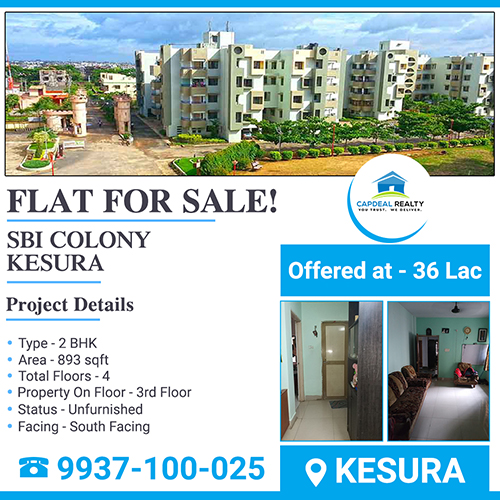 FLAT FOR SALE!
SBI COLONY
KESURA
Project Details
• Type - 2 BHK
• Area - 893 sqft
• Total Floors - 4
• Property On Floor - 3rd Floor
• Status - Unfurnished
• Facing - South Facing
9937-100-025
CAPDEAL REALTY
YOU TRUST. WE DELIVER.
Offered at - 36 Lac
KESURA